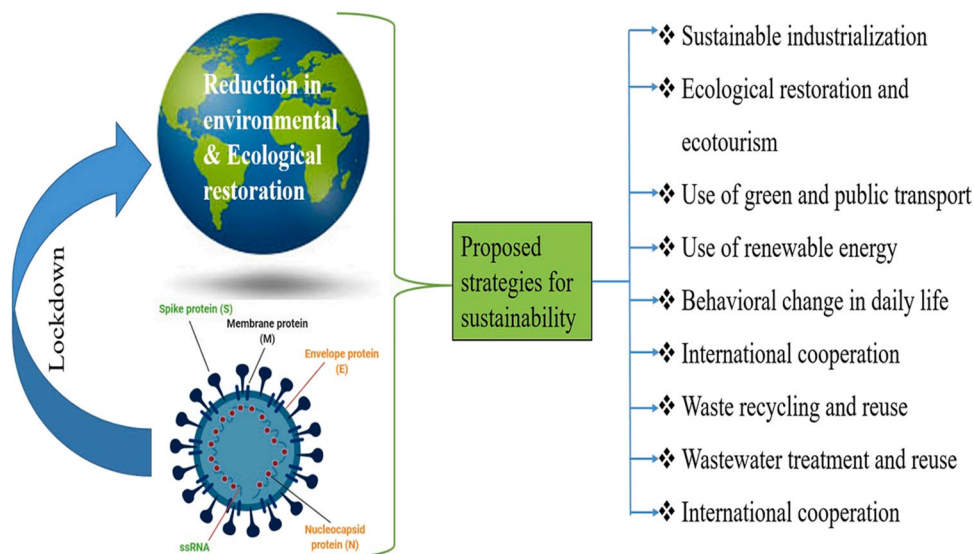 Reduction in
environmental
& Ecological
restoration
Lockdown
Spike protein (S)
Membrane protein
(M)
Envelope protein
(E)
Nucleocapsid
protein (N)
ssRNA
Proposed
strategies for
sustainability
❖ Sustainable industrialization
❖ Ecological restoration and
ecotourism
❖ Use of green and public transport
❖ Use of renewable energy
❖ Behavioral change in daily life
❖ International cooperation
❖ Waste recycling and reuse
❖ Wastewater treatment and reuse
❖ International cooperation